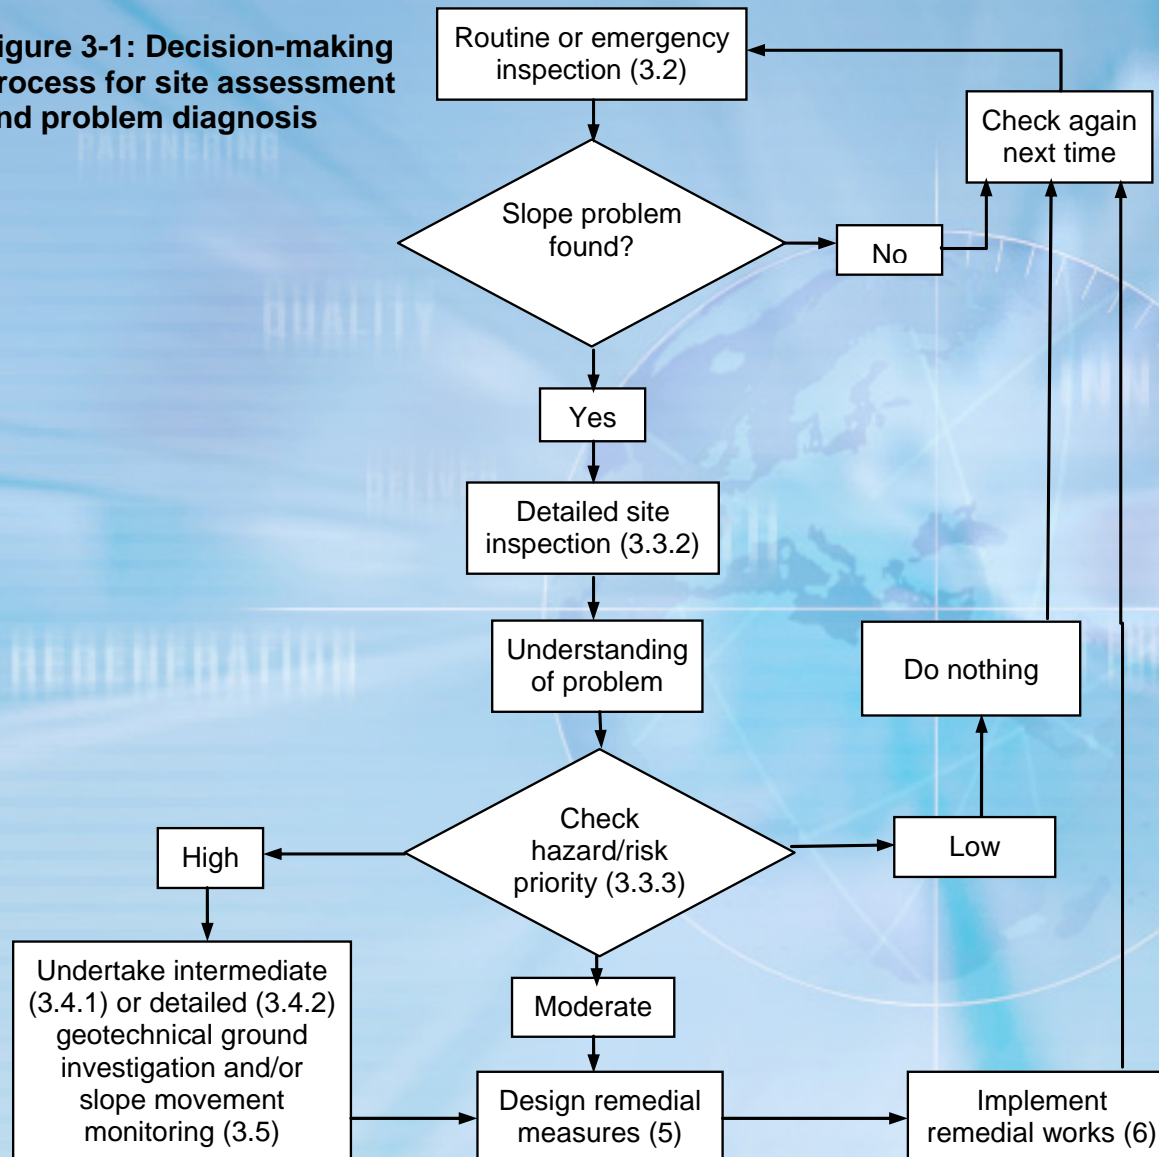 igure 3-1: Decision-making
rocess for site assessment
nd problem diagnosis
Routine or emergency
inspection (3.2)
Check again
next time
PARTNERING
Slope problem
found?
No
QUALITY
Yes
Detailed site
inspection (3.3.2)
REGENERATION
Understanding
of problem
Do nothing
Check
hazard/risk
priority (3.3.3)
High
Low
Undertake intermediate
(3.4.1) or detailed (3.4.2)
geotechnical ground
investigation and/or
slope movement
monitoring (3.5)
Moderate
Design remedial
measures (5)
Implement
remedial works (6)